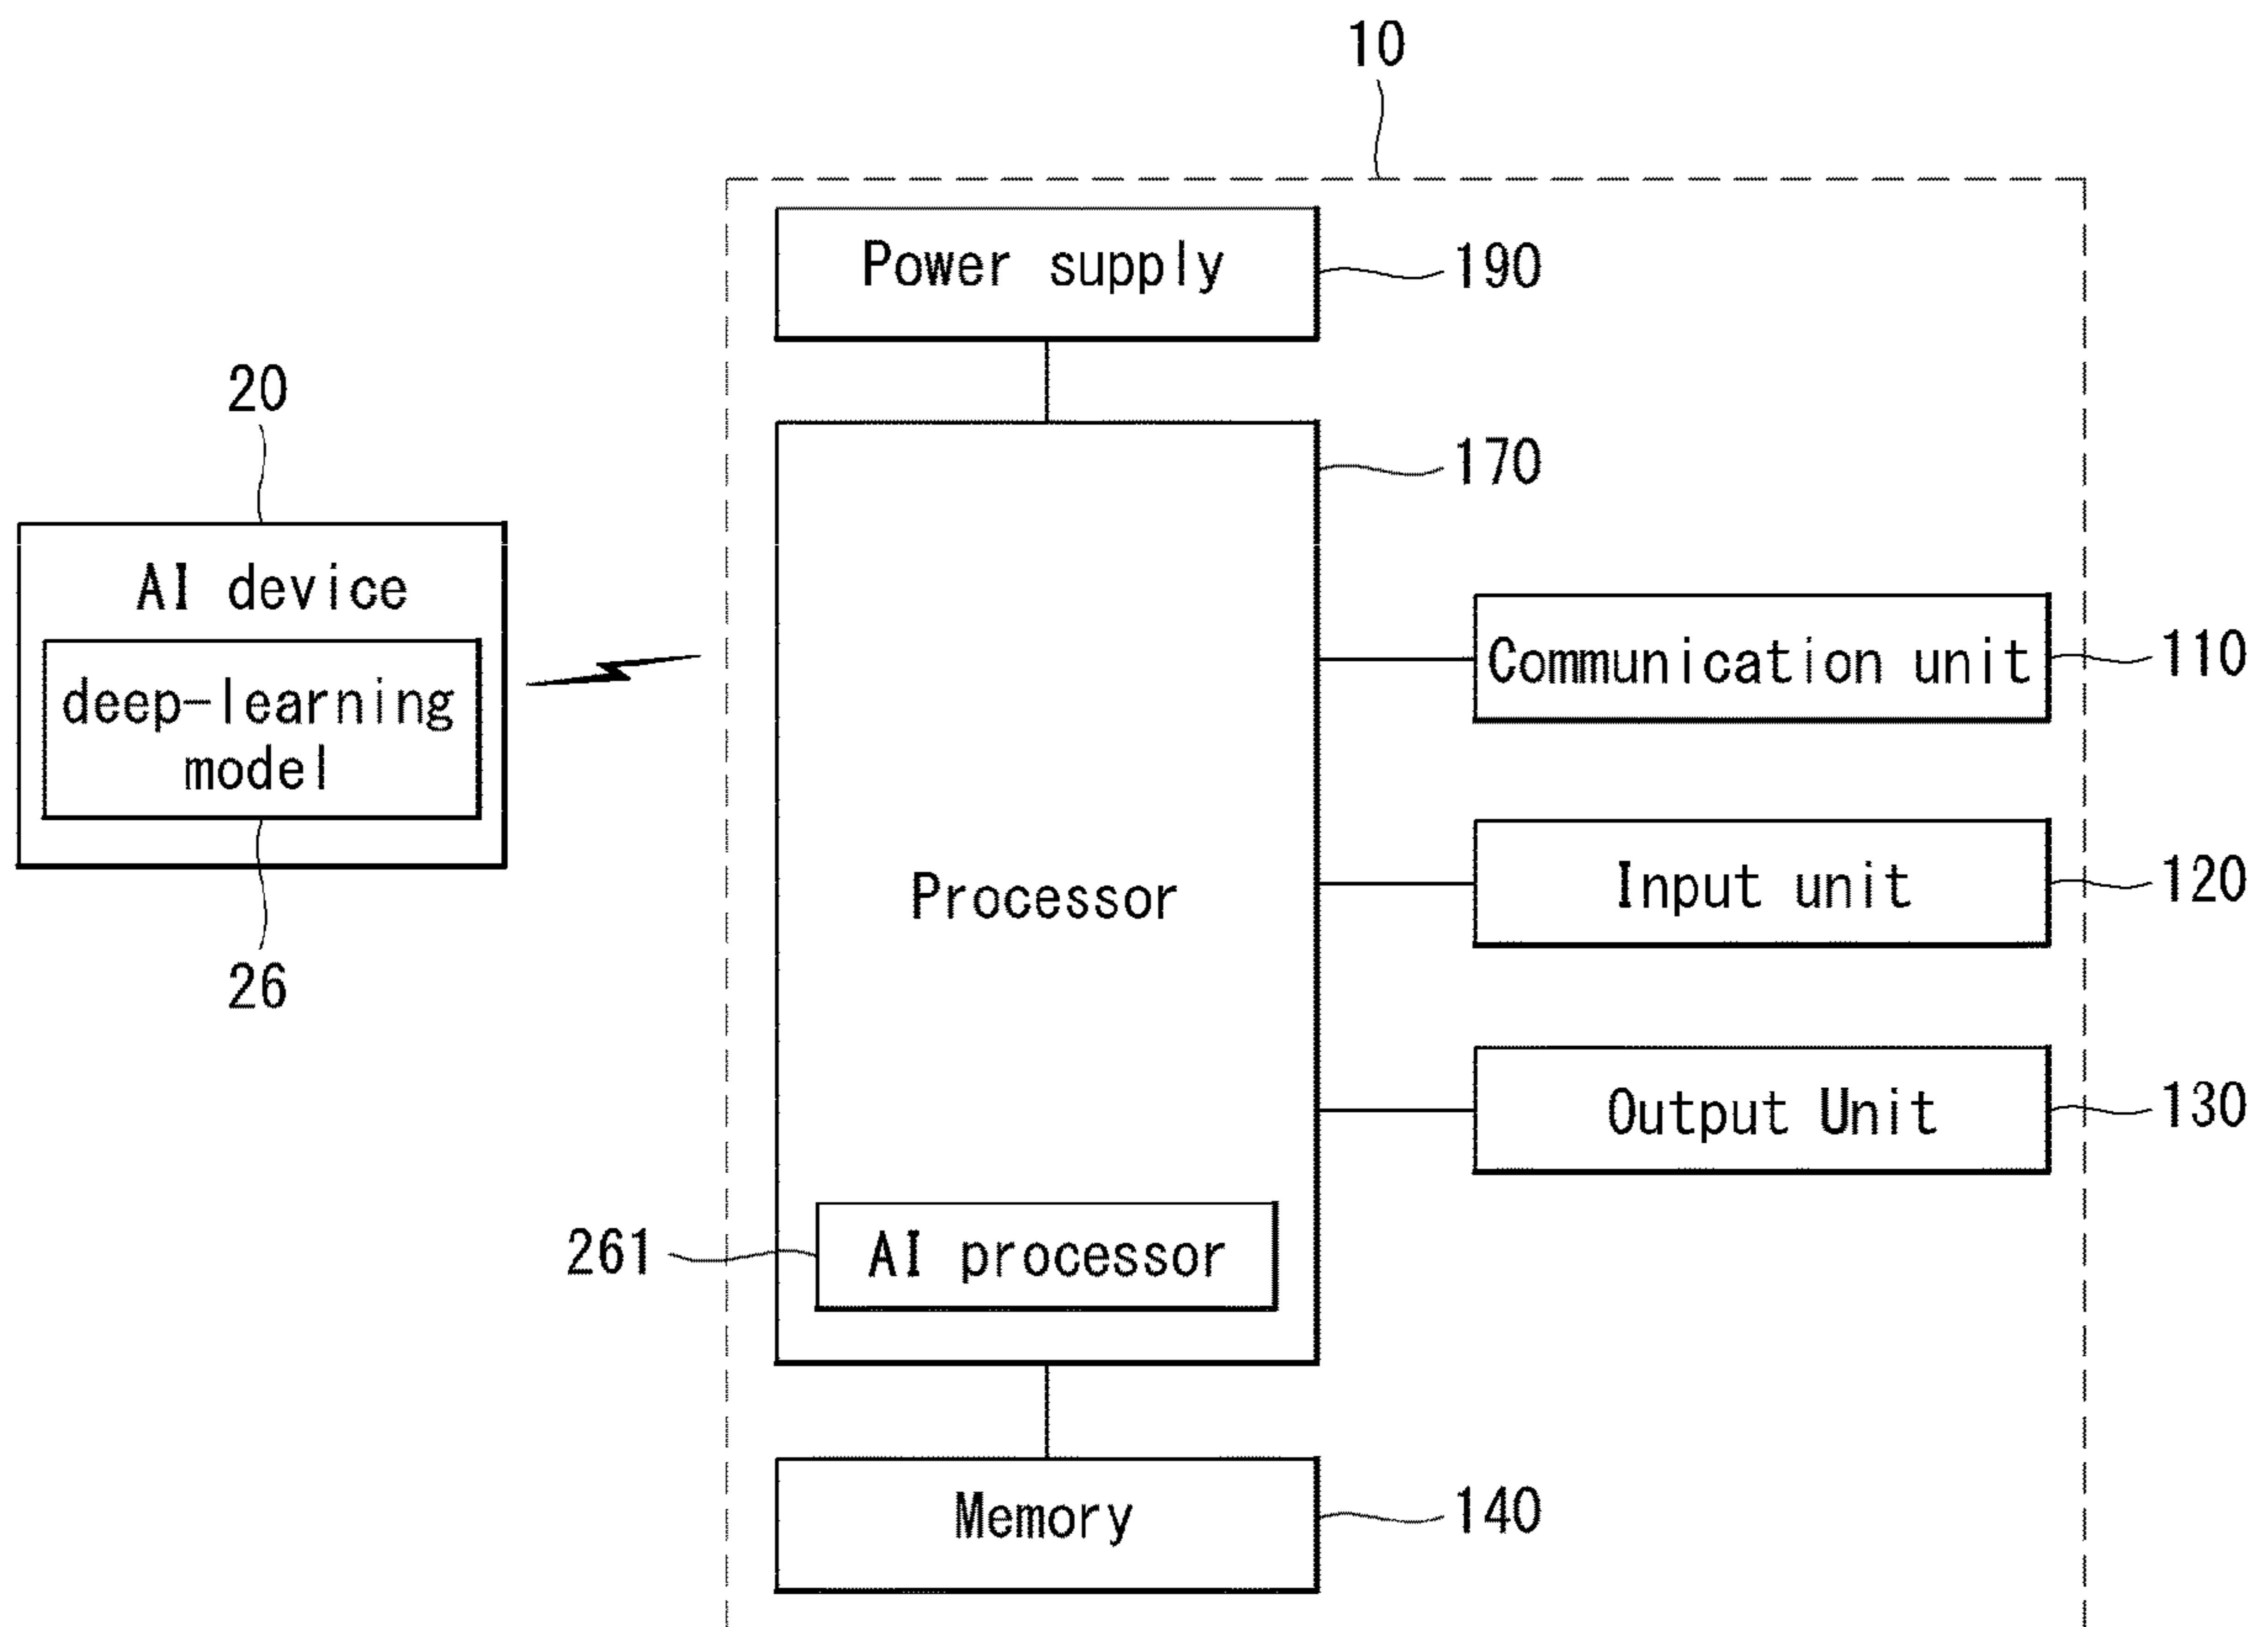 10
Power supply
190
20
170
AI device
deep-learning
model
26
Communication unit
110
Processor
Input unit
120
Output Unit
130
261
AI processor
Memory
140